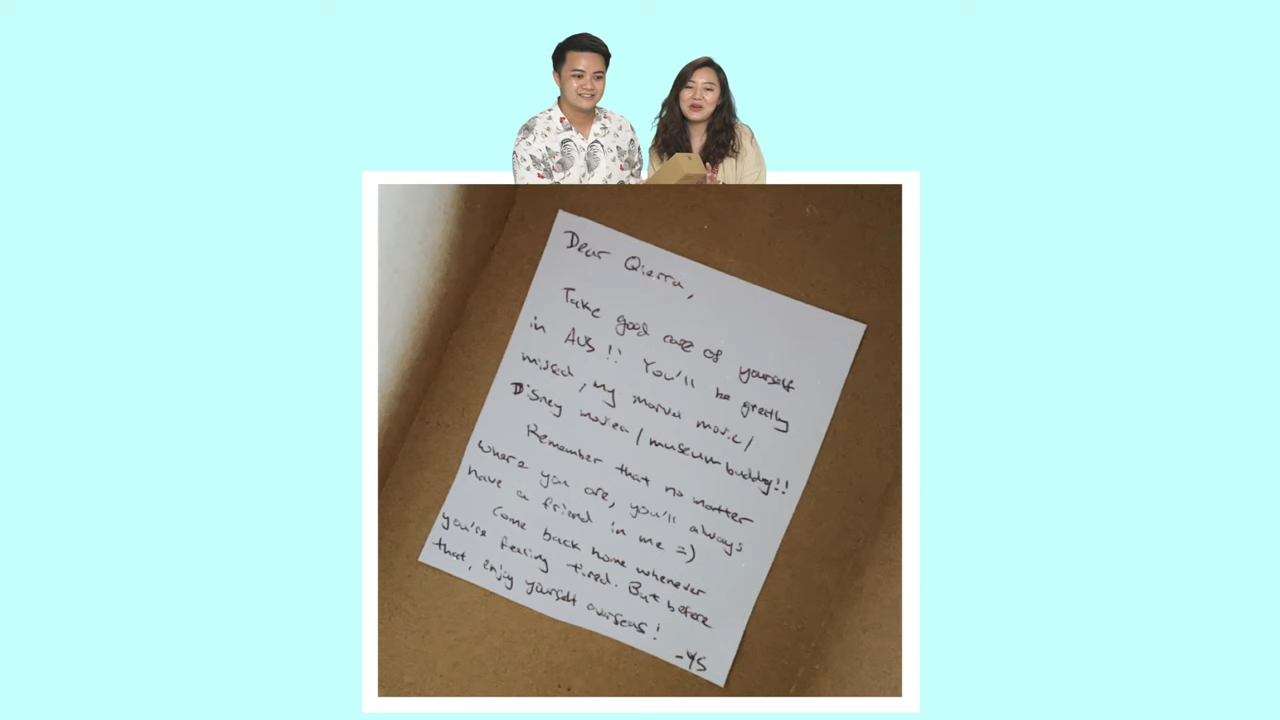 Dear Qierra,
Take good care of yourself
in AUS !! You'll be greatly
missed, my marvel movie/
Disney movies / museum buddy!!
Remember that no matter
where you are, you'll always
have a friend in me =)
Come back home whenever
you're feeling tired. But before
that, enjoy yourself overseas!
-YS